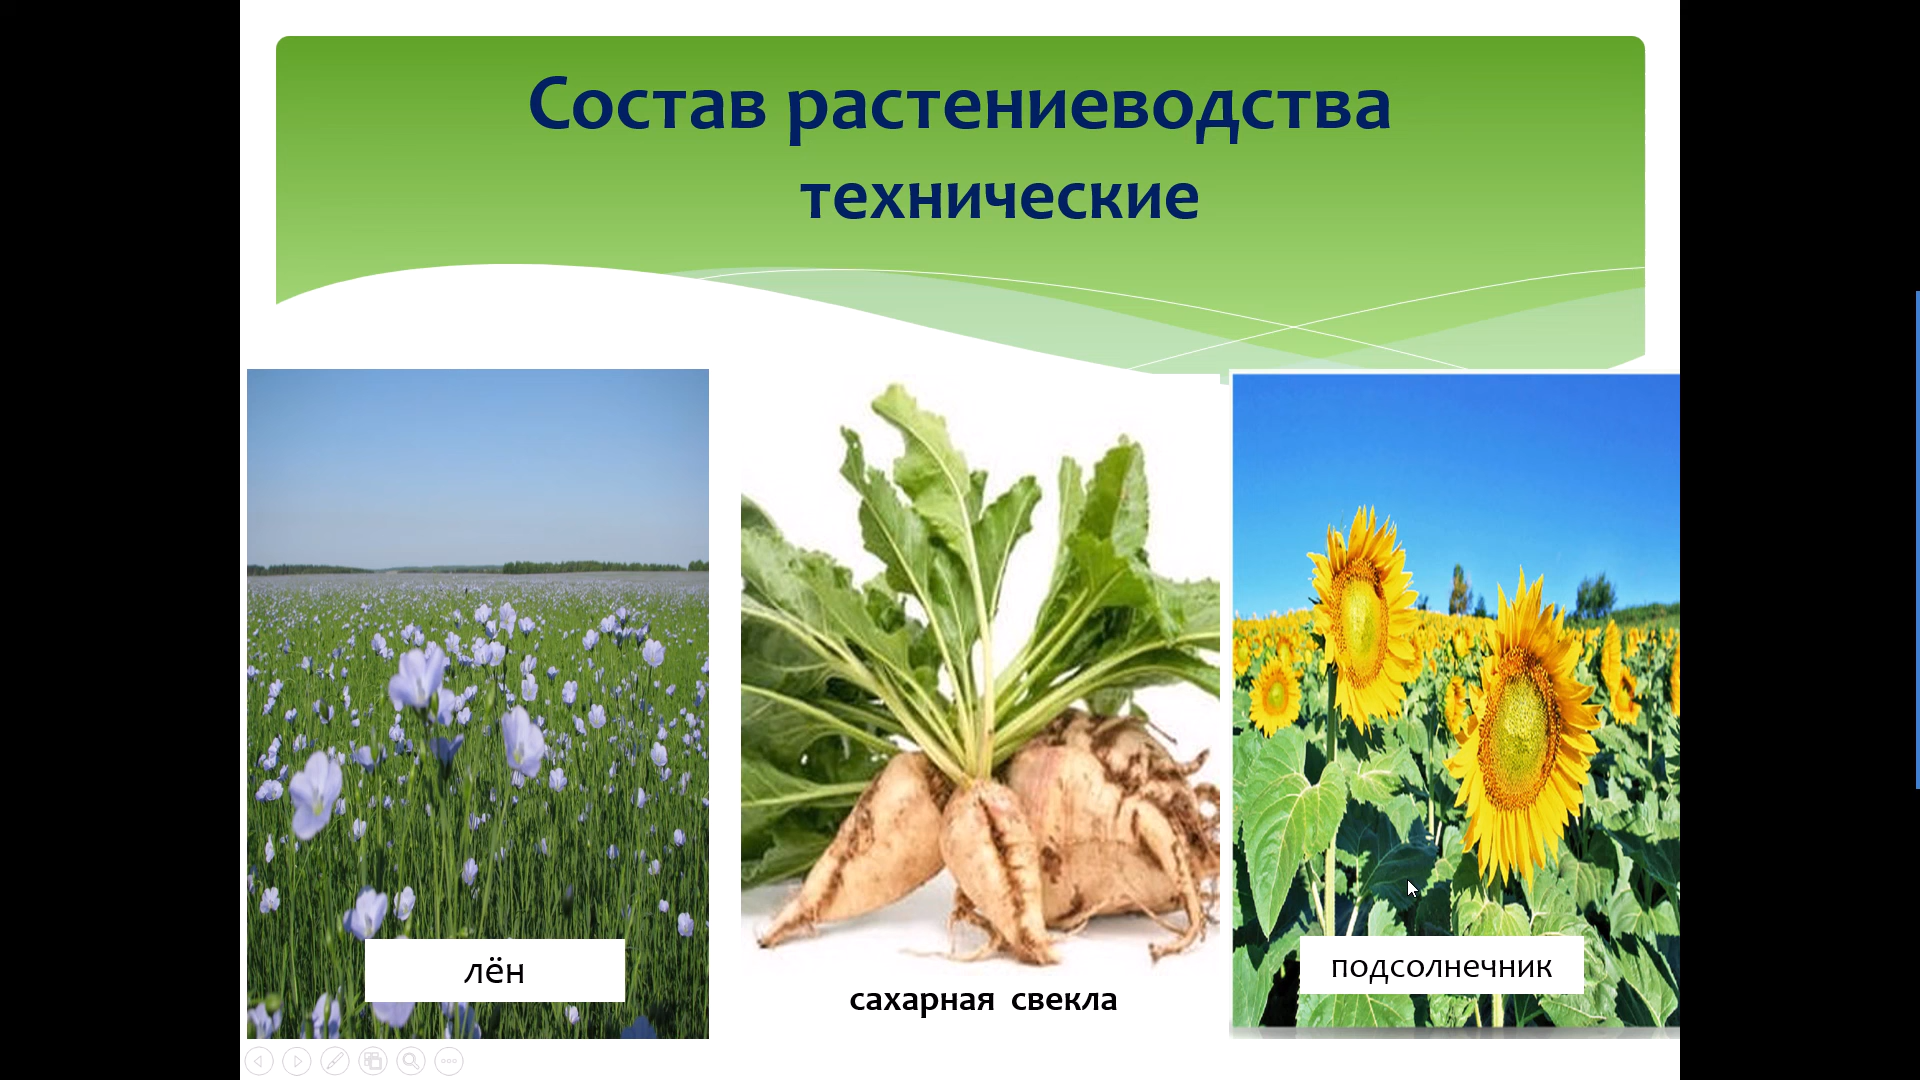 Состав растениеводства
технические
лён
сахарная свекла
подсолнечник